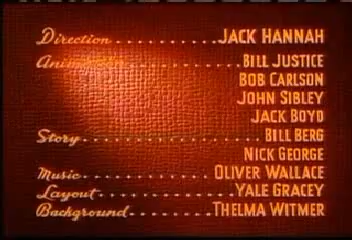 Direction...................JACK HANNAH
Animation...................BILL JUSTICE
BOB CARLSON
JOHN SIBLEY
JACK BOYD
Story...................BILL BERG
NICK GEORGE
Music...................OLIVER WALLACE
Layout...................YALE GRACEY
Background...................THELMA WITMER